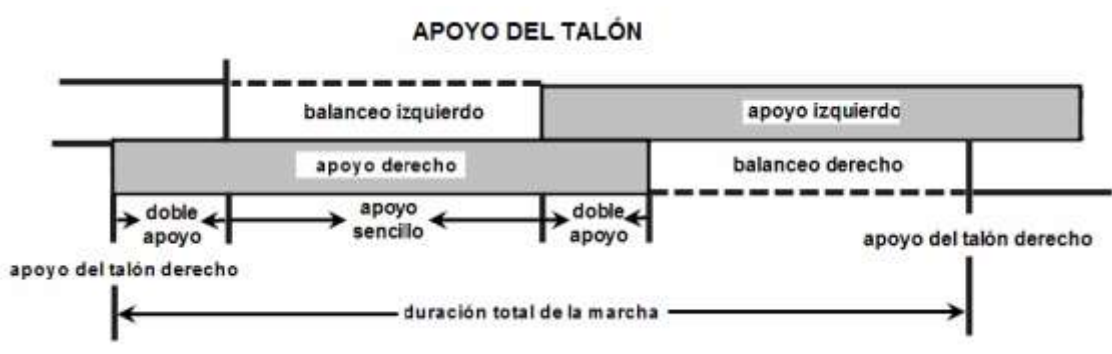 APOYO DEL TALÓN
balanceo izquierdo
apoyo izquierdo
apoyo derecho
balanceo derecho
doble
apoyo
apoyo
sencillo
doble
apoyo
apoyo del talón derecho
apoyo del talón derecho
duración total de la marcha